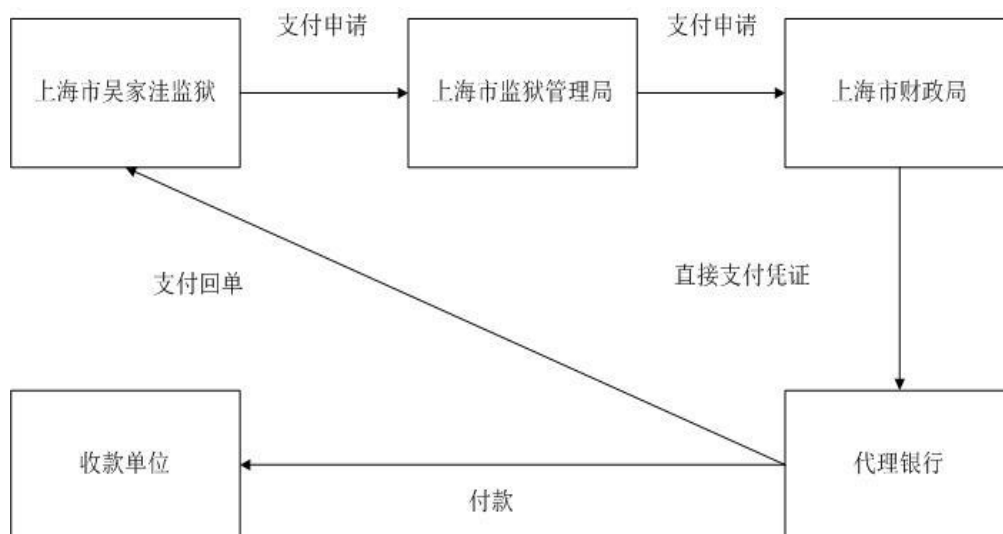 支付申请
支付申请
上海市吴家洼监狱
上海市监狱管理局
上海市财政局
支付回单
直接支付凭证
收款单位
代理银行
付款